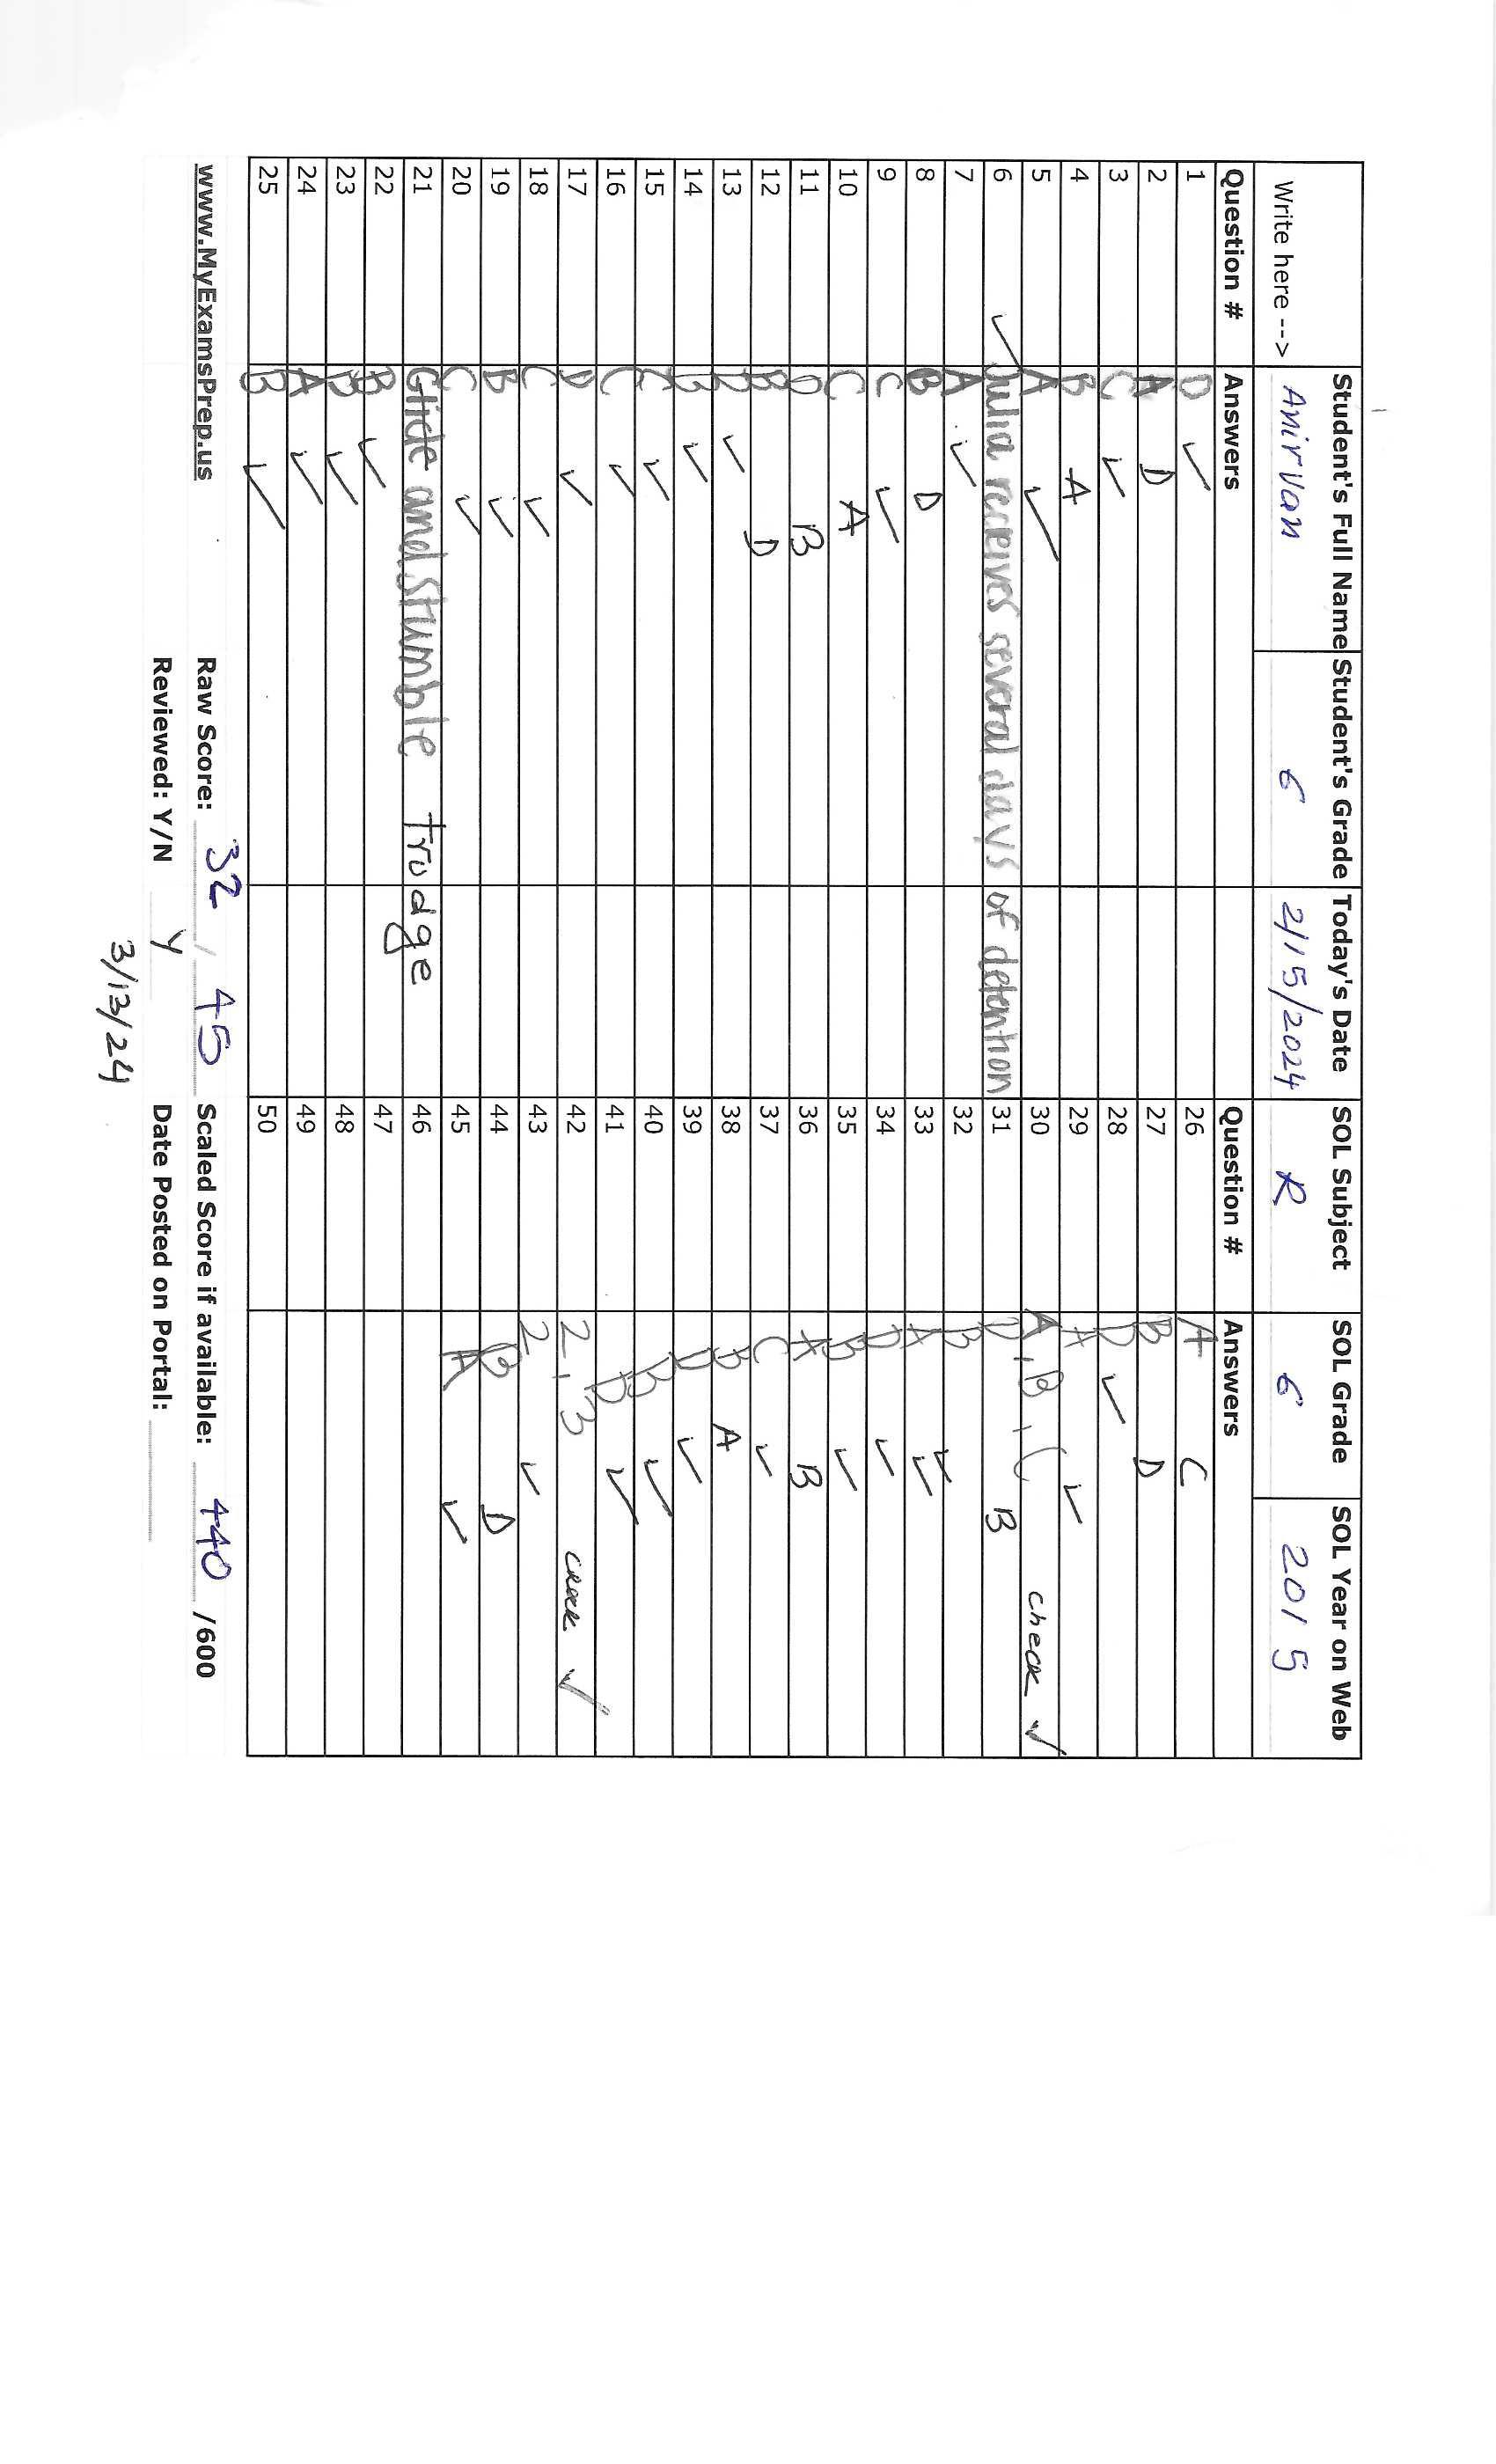 Student's Full Name Student's Grade Today's Date SOL Subject SOL Grade SOL Year on Web
Write here --> Anirvan 6 2/15/2024 R 6 2015
Question # Answers Question # Answers
1 D ✓ 26 A C
2 A D 27 B D
3 C ✓ 28 D ✓
4 B A 29 A ✓
5 A ✓ 30 A, B, C check ✓
6 ✓ Julia receives several days of detention 31 D B
7 A ✓ 32 B ✓
8 B D 33 A ✓
9 C ✓ 34 D ✓
10 C A 35 B ✓
11 D B 36 A B
12 B D 37 C ✓
13 D ✓ 38 B A
14 B ✓ 39 D ✓
15 C ✓ 40 B ✓
16 C ✓ 41 D ✓
17 D ✓ 42 2, 3 check ✓
18 C ✓ 43 2 ✓
19 B ✓ 44 B D
20 C ✓ 45 A ✓
21 Glide and Stumble trudge 46
22 B ✓ 47
23 D ✓ 48
24 A ✓ 49
25 B ✓ 50
www.MyExamsPrep.us Raw Score: 32 / 45 Scaled Score if available: 440 /600
Reviewed: Y/N Y Date Posted on Portal:
3/13/24